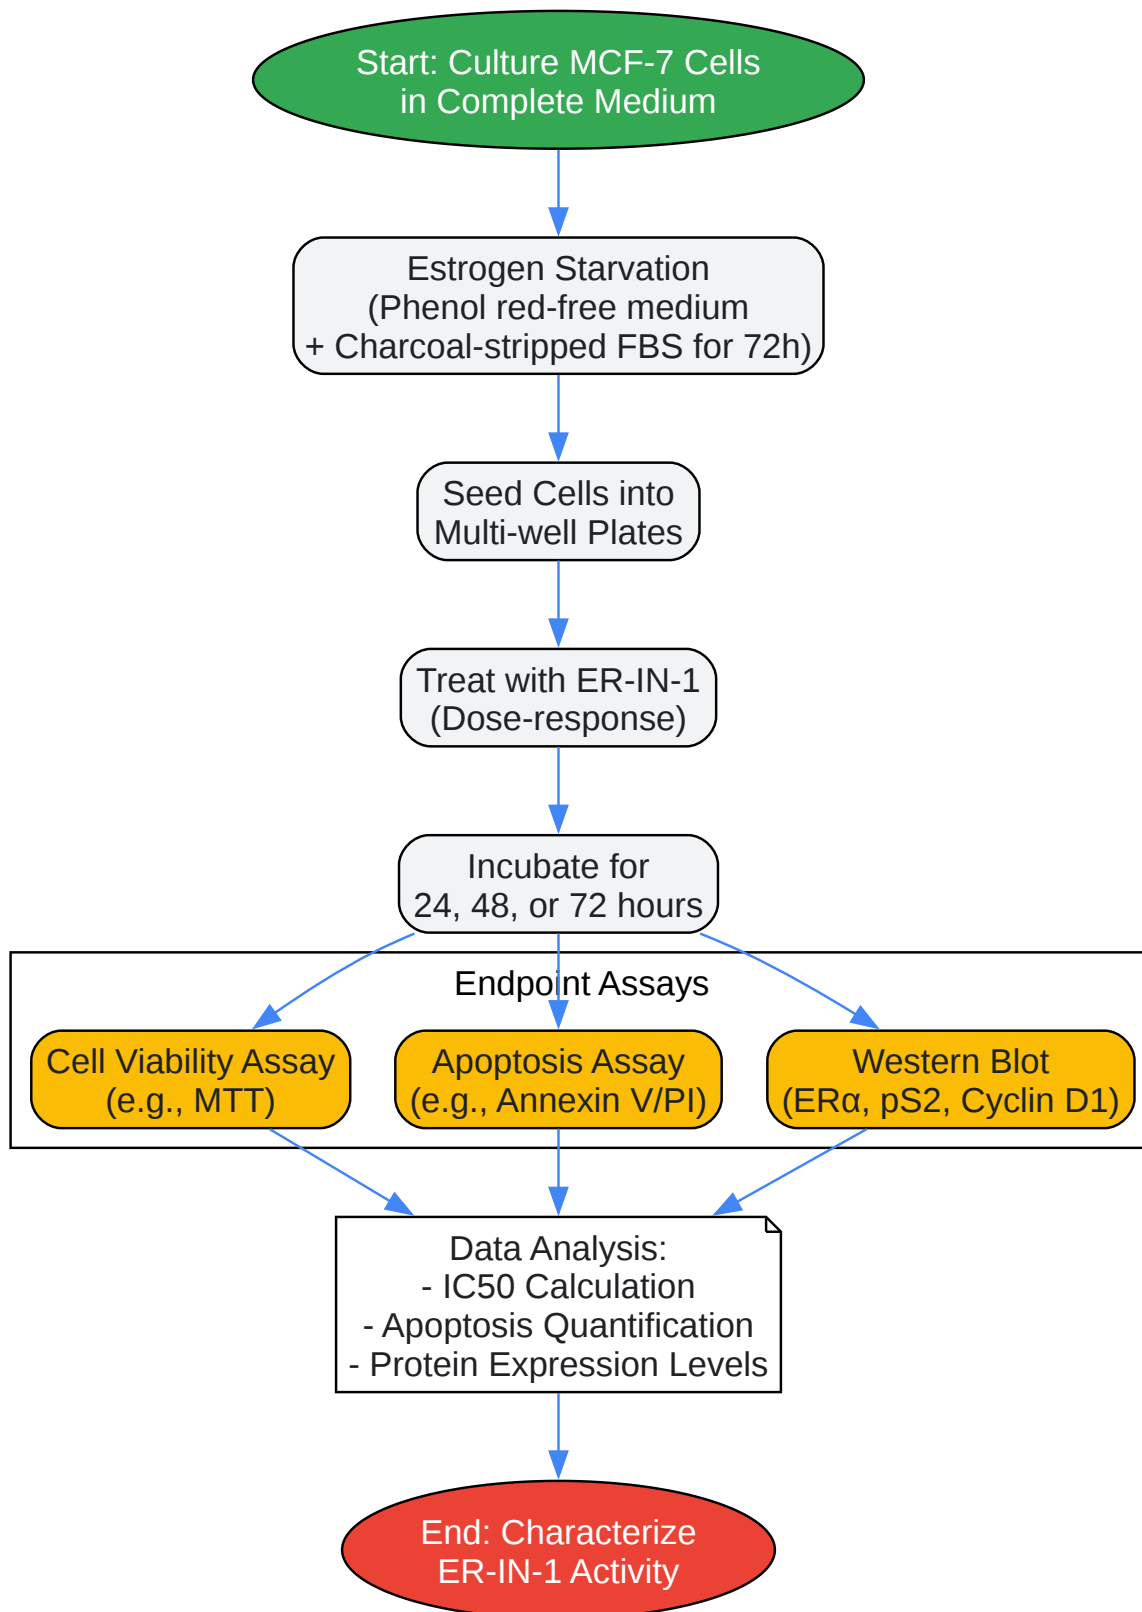 Start: Culture MCF-7 Cells
in Complete Medium
Estrogen Starvation
(Phenol red-free medium
+ Charcoal-stripped FBS for 72h)
Seed Cells into
Multi-well Plates
Treat with ER-IN-1
(Dose-response)
Incubate for
24, 48, or 72 hours
Endpoint Assays
Cell Viability Assay
(e.g., MTT)
Apoptosis Assay
(e.g., Annexin V/PI)
Western Blot
(ERα, pS2, Cyclin D1)
Data Analysis:
- IC50 Calculation
- Apoptosis Quantification
- Protein Expression Levels
End: Characterize
ER-IN-1 Activity